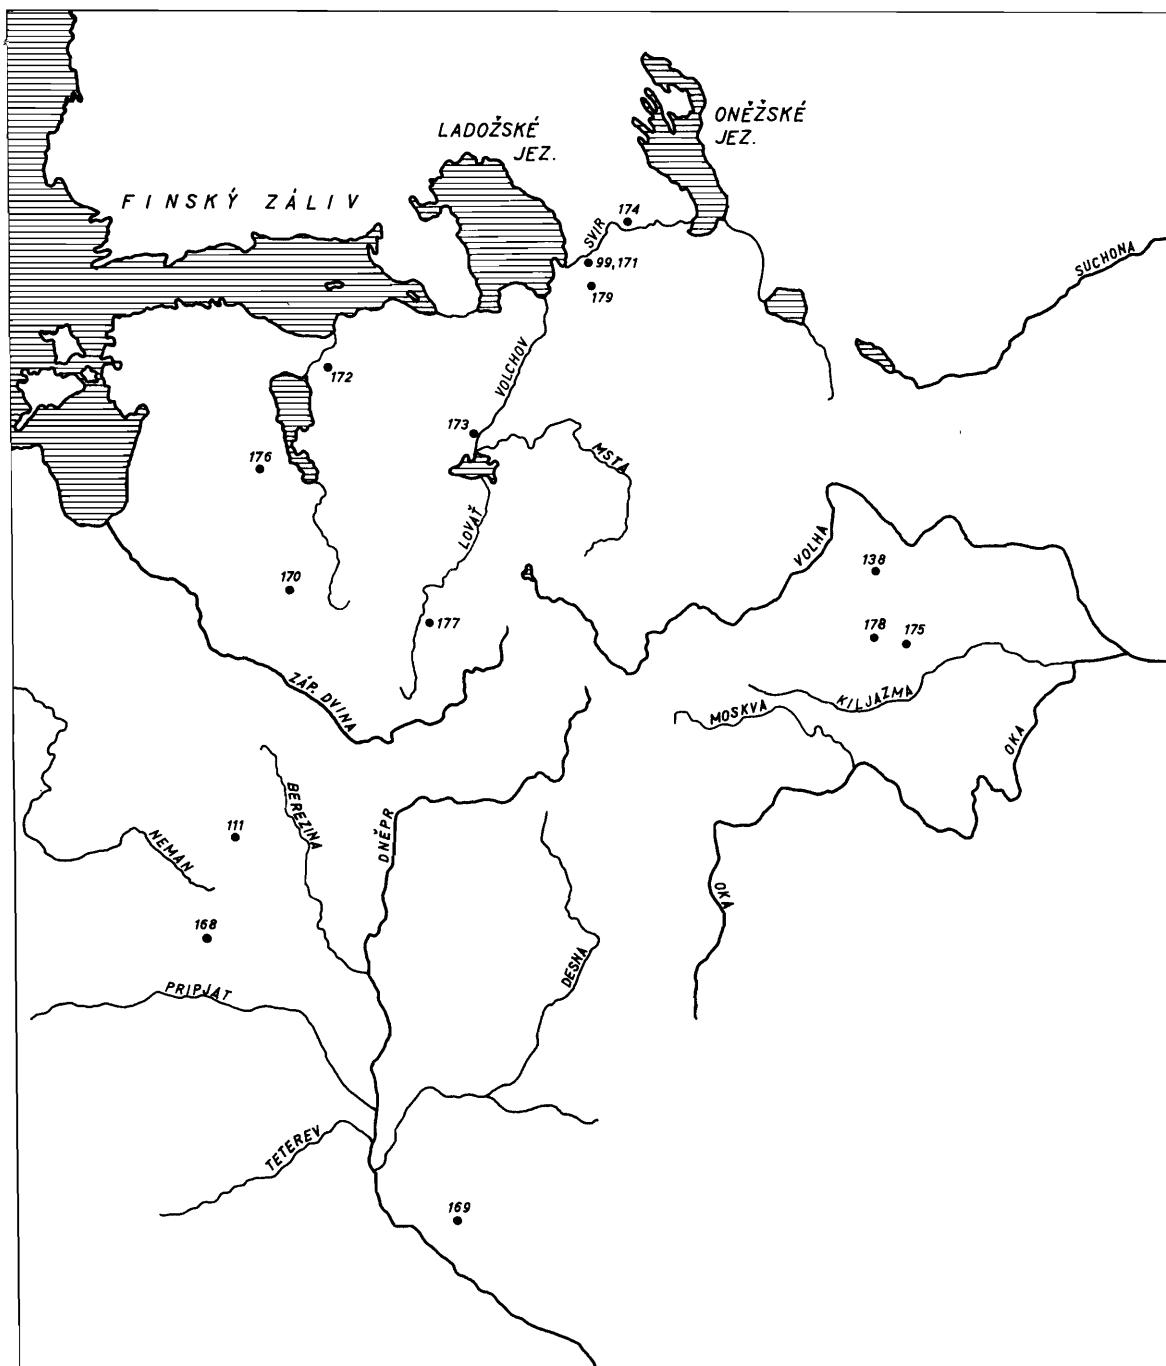 LADOŽSKÉ
JEZ.
ONĚŽSKÉ
JEZ.
FINSKÝ ZÁLIV
174
SVIR
99,171
179
SUCHONA
172
VOLCHOV
173
MSTA
176
LOVAŤ
VOLHA
138
170
177
178
175
ZÁP. DVINA
KILJAZMA
MOSKVA
OKA
BEREZINA
DNĚPR
111
NEMAN
OKA
168
DESNA
PRIPJAT
TETEREV
169